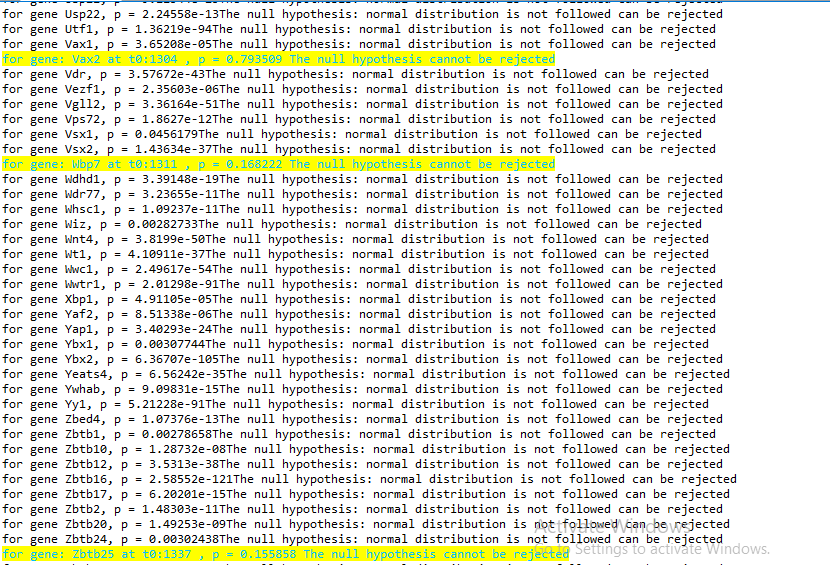 for gene Usp22, p = 2.24558e-13The null hypothesis: normal distribution is not followed can be rejected
for gene Utf1, p = 1.36219e-94The null hypothesis: normal distribution is not followed can be rejected
for gene Vax1, p = 3.65208e-05The null hypothesis: normal distribution is not followed can be rejected
for gene: Vax2 at t0:1304 , p = 0.793509 The null hypothesis cannot be rejected
for gene Vdr, p = 3.57672e-43The null hypothesis: normal distribution is not followed can be rejected
for gene Vezf1, p = 2.35603e-06The null hypothesis: normal distribution is not followed can be rejected
for gene Vgll2, p = 3.36164e-51The null hypothesis: normal distribution is not followed can be rejected
for gene Vps72, p = 1.8627e-12The null hypothesis: normal distribution is not followed can be rejected
for gene Vsx1, p = 0.0456179The null hypothesis: normal distribution is not followed can be rejected
for gene Vsx2, p = 1.43634e-37The null hypothesis: normal distribution is not followed can be rejected
for gene: Wbp7 at t0:1311 , p = 0.168222 The null hypothesis cannot be rejected
for gene Wdhd1, p = 3.39148e-19The null hypothesis: normal distribution is not followed can be rejected
for gene Wdr77, p = 3.23655e-11The null hypothesis: normal distribution is not followed can be rejected
for gene Whsc1, p = 1.09237e-11The null hypothesis: normal distribution is not followed can be rejected
for gene Wiz, p = 0.00282733The null hypothesis: normal distribution is not followed can be rejected
for gene Wnt4, p = 3.8199e-50The null hypothesis: normal distribution is not followed can be rejected
for gene Wt1, p = 4.10911e-37The null hypothesis: normal distribution is not followed can be rejected
for gene Wwc1, p = 2.49617e-54The null hypothesis: normal distribution is not followed can be rejected
for gene Wwtr1, p = 2.01298e-91The null hypothesis: normal distribution is not followed can be rejected
for gene Xbp1, p = 4.91105e-05The null hypothesis: normal distribution is not followed can be rejected
for gene Yaf2, p = 8.51338e-06The null hypothesis: normal distribution is not followed can be rejected
for gene Yap1, p = 3.40293e-24The null hypothesis: normal distribution is not followed can be rejected
for gene Ybx1, p = 0.00307744The null hypothesis: normal distribution is not followed can be rejected
for gene Ybx2, p = 6.36707e-105The null hypothesis: normal distribution is not followed can be rejected
for gene Yeats4, p = 6.56242e-35The null hypothesis: normal distribution is not followed can be rejected
for gene Ywhab, p = 9.09831e-15The null hypothesis: normal distribution is not followed can be rejected
for gene Yy1, p = 5.21228e-91The null hypothesis: normal distribution is not followed can be rejected
for gene Zbed4, p = 1.07376e-13The null hypothesis: normal distribution is not followed can be rejected
for gene Zbtb1, p = 0.00278658The null hypothesis: normal distribution is not followed can be rejected
for gene Zbtb10, p = 1.28732e-08The null hypothesis: normal distribution is not followed can be rejected
for gene Zbtb12, p = 3.5313e-38The null hypothesis: normal distribution is not followed can be rejected
for gene Zbtb16, p = 2.58552e-121The null hypothesis: normal distribution is not followed can be rejected
for gene Zbtb17, p = 6.20201e-15The null hypothesis: normal distribution is not followed can be rejected
for gene Zbtb2, p = 1.48303e-11The null hypothesis: normal distribution is not followed can be rejected
for gene Zbtb20, p = 1.49253e-09The null hypothesis: normal distribution is not followed can be rejected
for gene Zbtb24, p = 0.00302438The null hypothesis: normal distribution is not followed can be rejected
for gene: Zbtb25 at t0:1337 , p = 0.155858 The null hypothesis cannot be rejected
Activate Windows
Go to Settings to activate Windows.